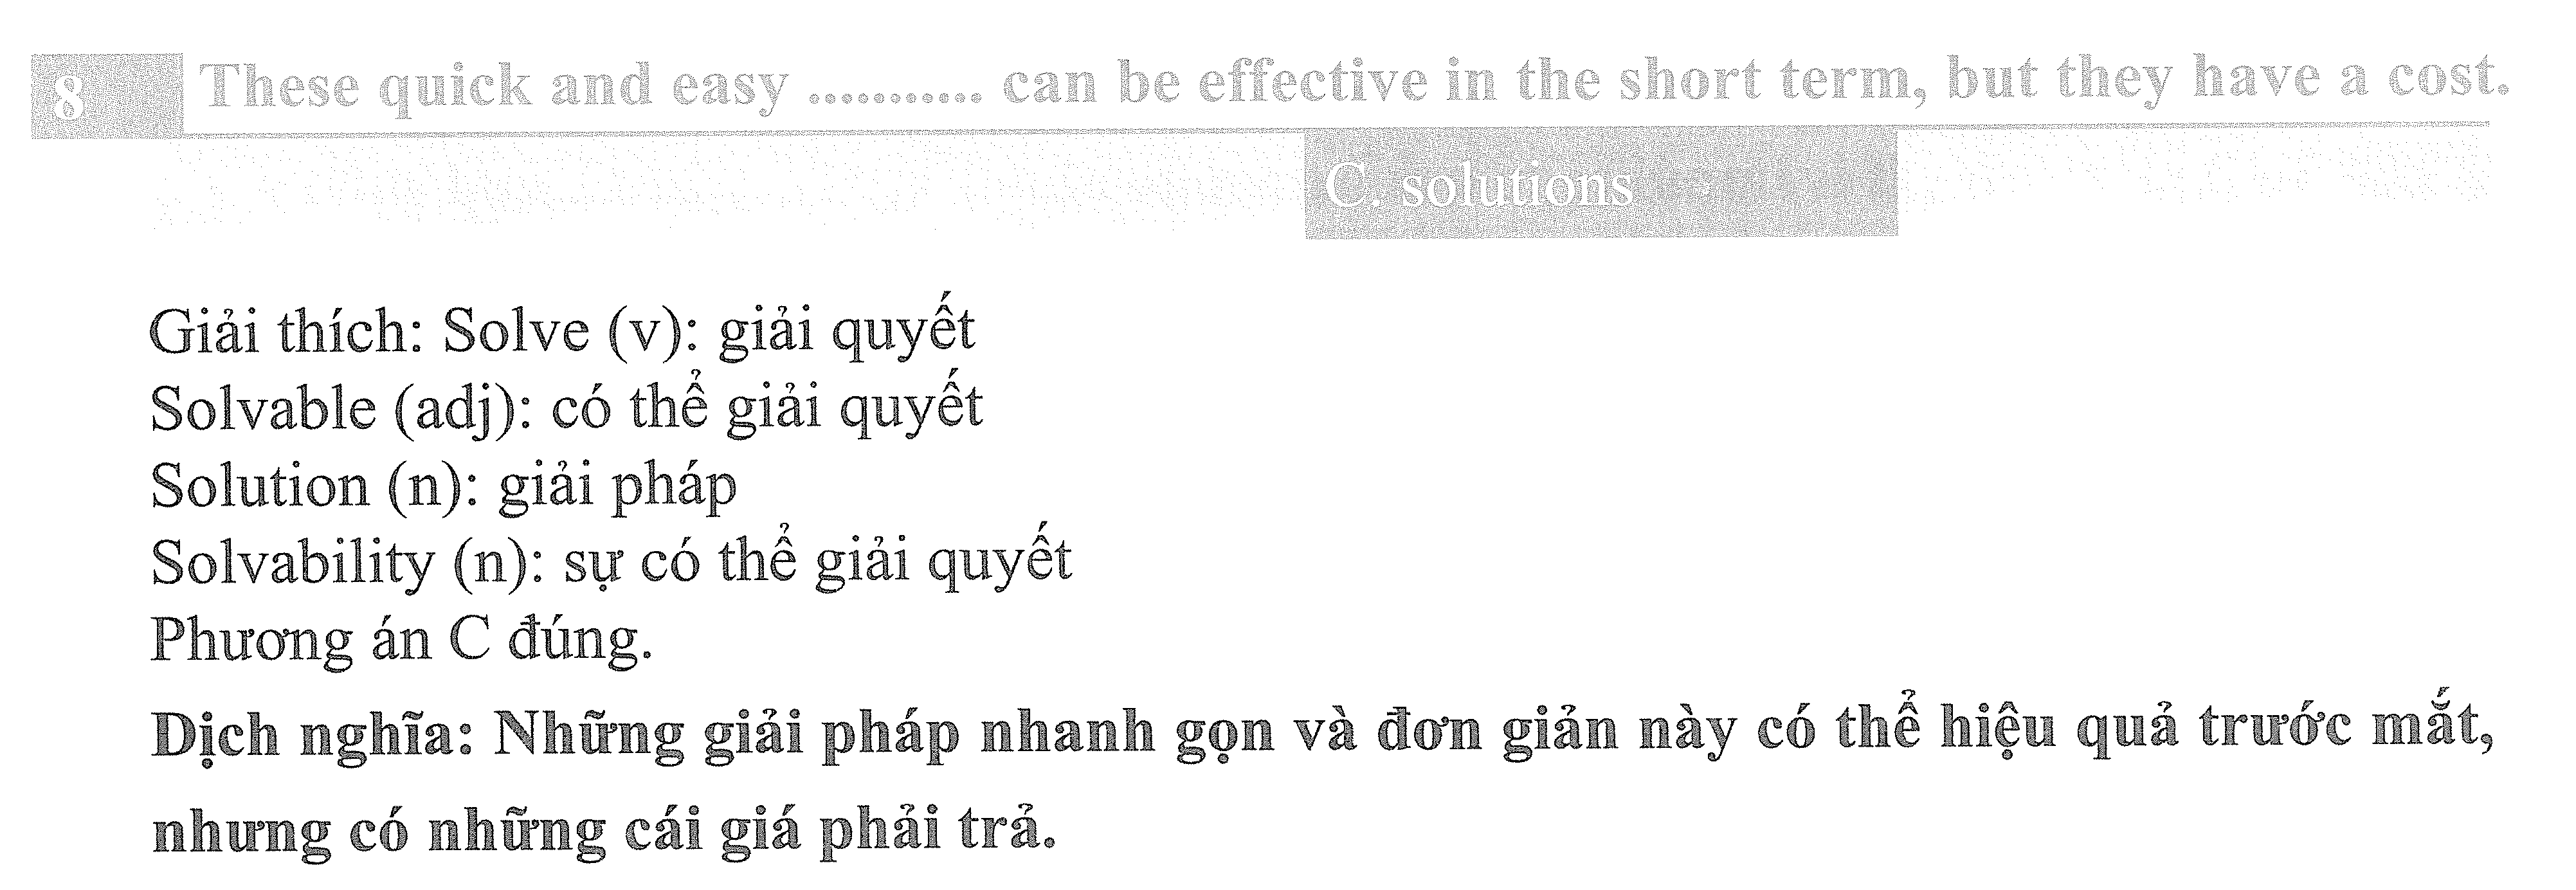 8 These quick and easy ........... can be effective in the short term, but they have a cost.
C. solutions
Giải thích: Solve (v): giải quyết
Solvable (adj): có thể giải quyết
Solution (n): giải pháp
Solvability (n): sự có thể giải quyết
Phương án C đúng.
Dịch nghĩa: Những giải pháp nhanh gọn và đơn giản này có thể hiệu quả trước mắt,
nhưng có những cái giá phải trả.